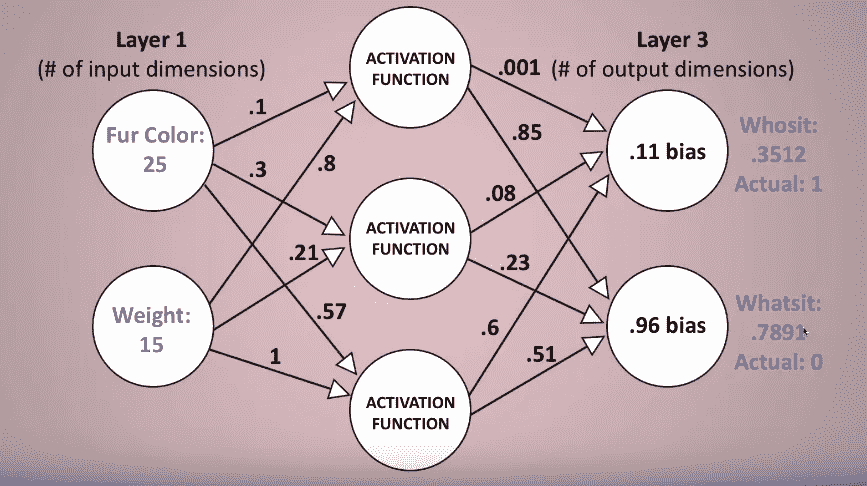 Layer 1
(# of input dimensions)
Fur Color:
25
Weight:
15
.1
.3
.8
.21
.57
1
ACTIVATION
FUNCTION
ACTIVATION
FUNCTION
ACTIVATION
FUNCTION
.001
.85
.08
.23
.6
.51
Layer 3
(# of output dimensions)
.11 bias
.96 bias
Whosit:
.3512
Actual: 1
Whatsit:
.7891
Actual: 0